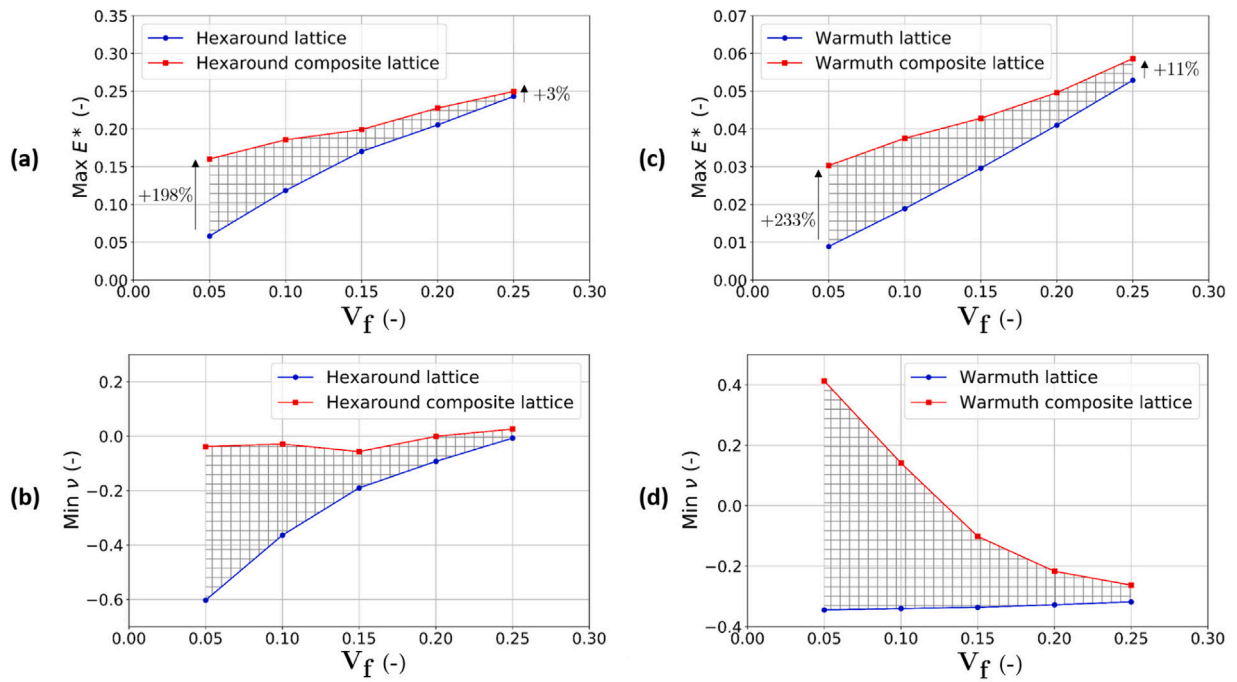 (a)
Max E* (-)
0.35
0.30
0.25
0.20
0.15
0.10
0.05
0.00
Hexaround lattice
Hexaround composite lattice
+198%
+3%
0.00 0.05 0.10 0.15 0.20 0.25 0.30
Vf (-)
(c)
Max E* (-)
0.07
0.06
0.05
0.04
0.03
0.02
0.01
0.00
Warmuth lattice
Warmuth composite lattice
+233%
+11%
0.00 0.05 0.10 0.15 0.20 0.25 0.30
Vf (-)
(b)
Min ν (-)
0.2
0.0
−0.2
−0.4
−0.6
Hexaround lattice
Hexaround composite lattice
0.00 0.05 0.10 0.15 0.20 0.25 0.30
Vf (-)
(d)
Min ν (-)
0.4
0.2
0.0
−0.2
−0.4
Warmuth lattice
Warmuth composite lattice
0.00 0.05 0.10 0.15 0.20 0.25 0.30
Vf (-)